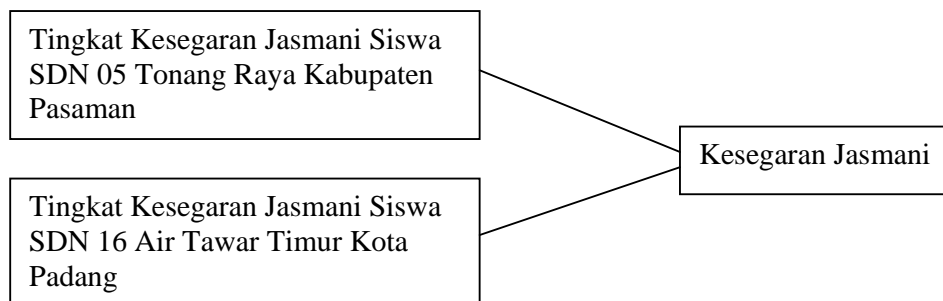 Tingkat Kesegaran Jasmani Siswa
SDN 05 Tonang Raya Kabupaten
Pasaman
Kesegaran Jasmani
Tingkat Kesegaran Jasmani Siswa
SDN 16 Air Tawar Timur Kota
Padang